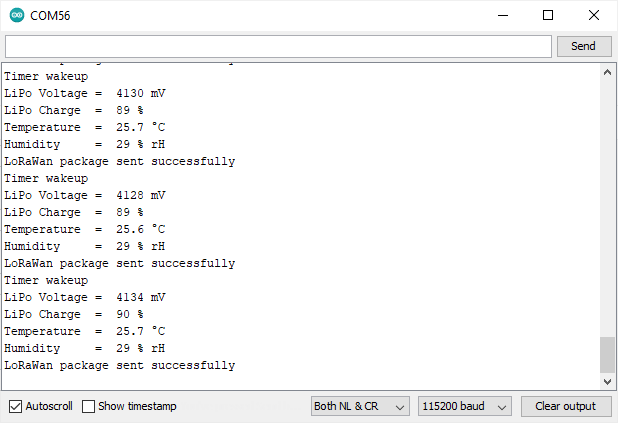 COM56
Send
Timer wakeup
LiPo Voltage =  4130 mV
LiPo Charge  =  89 %
Temperature  =  25.7 °C
Humidity     =  29 % rH
LoRaWan package sent successfully
Timer wakeup
LiPo Voltage =  4128 mV
LiPo Charge  =  89 %
Temperature  =  25.6 °C
Humidity     =  29 % rH
LoRaWan package sent successfully
Timer wakeup
LiPo Voltage =  4134 mV
LiPo Charge  =  90 %
Temperature  =  25.7 °C
Humidity     =  29 % rH
LoRaWan package sent successfully
Autoscroll Show timestamp Both NL & CR 115200 baud Clear output